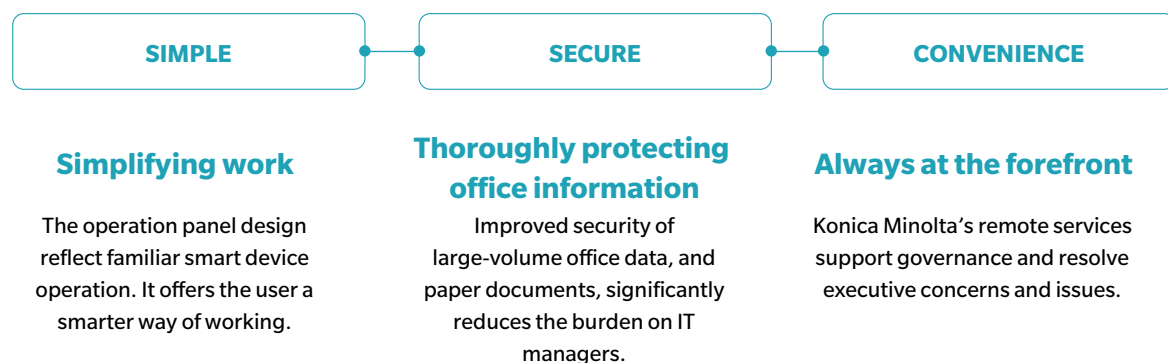 SIMPLE
SECURE
CONVENIENCE
Simplifying work
The operation panel design
reflect familiar smart device
operation. It offers the user a
smarter way of working.
Thoroughly protecting
office information
Improved security of
large-volume office data, and
paper documents, significantly
reduces the burden on IT
managers.
Always at the forefront
Konica Minolta’s remote services
support governance and resolve
executive concerns and issues.